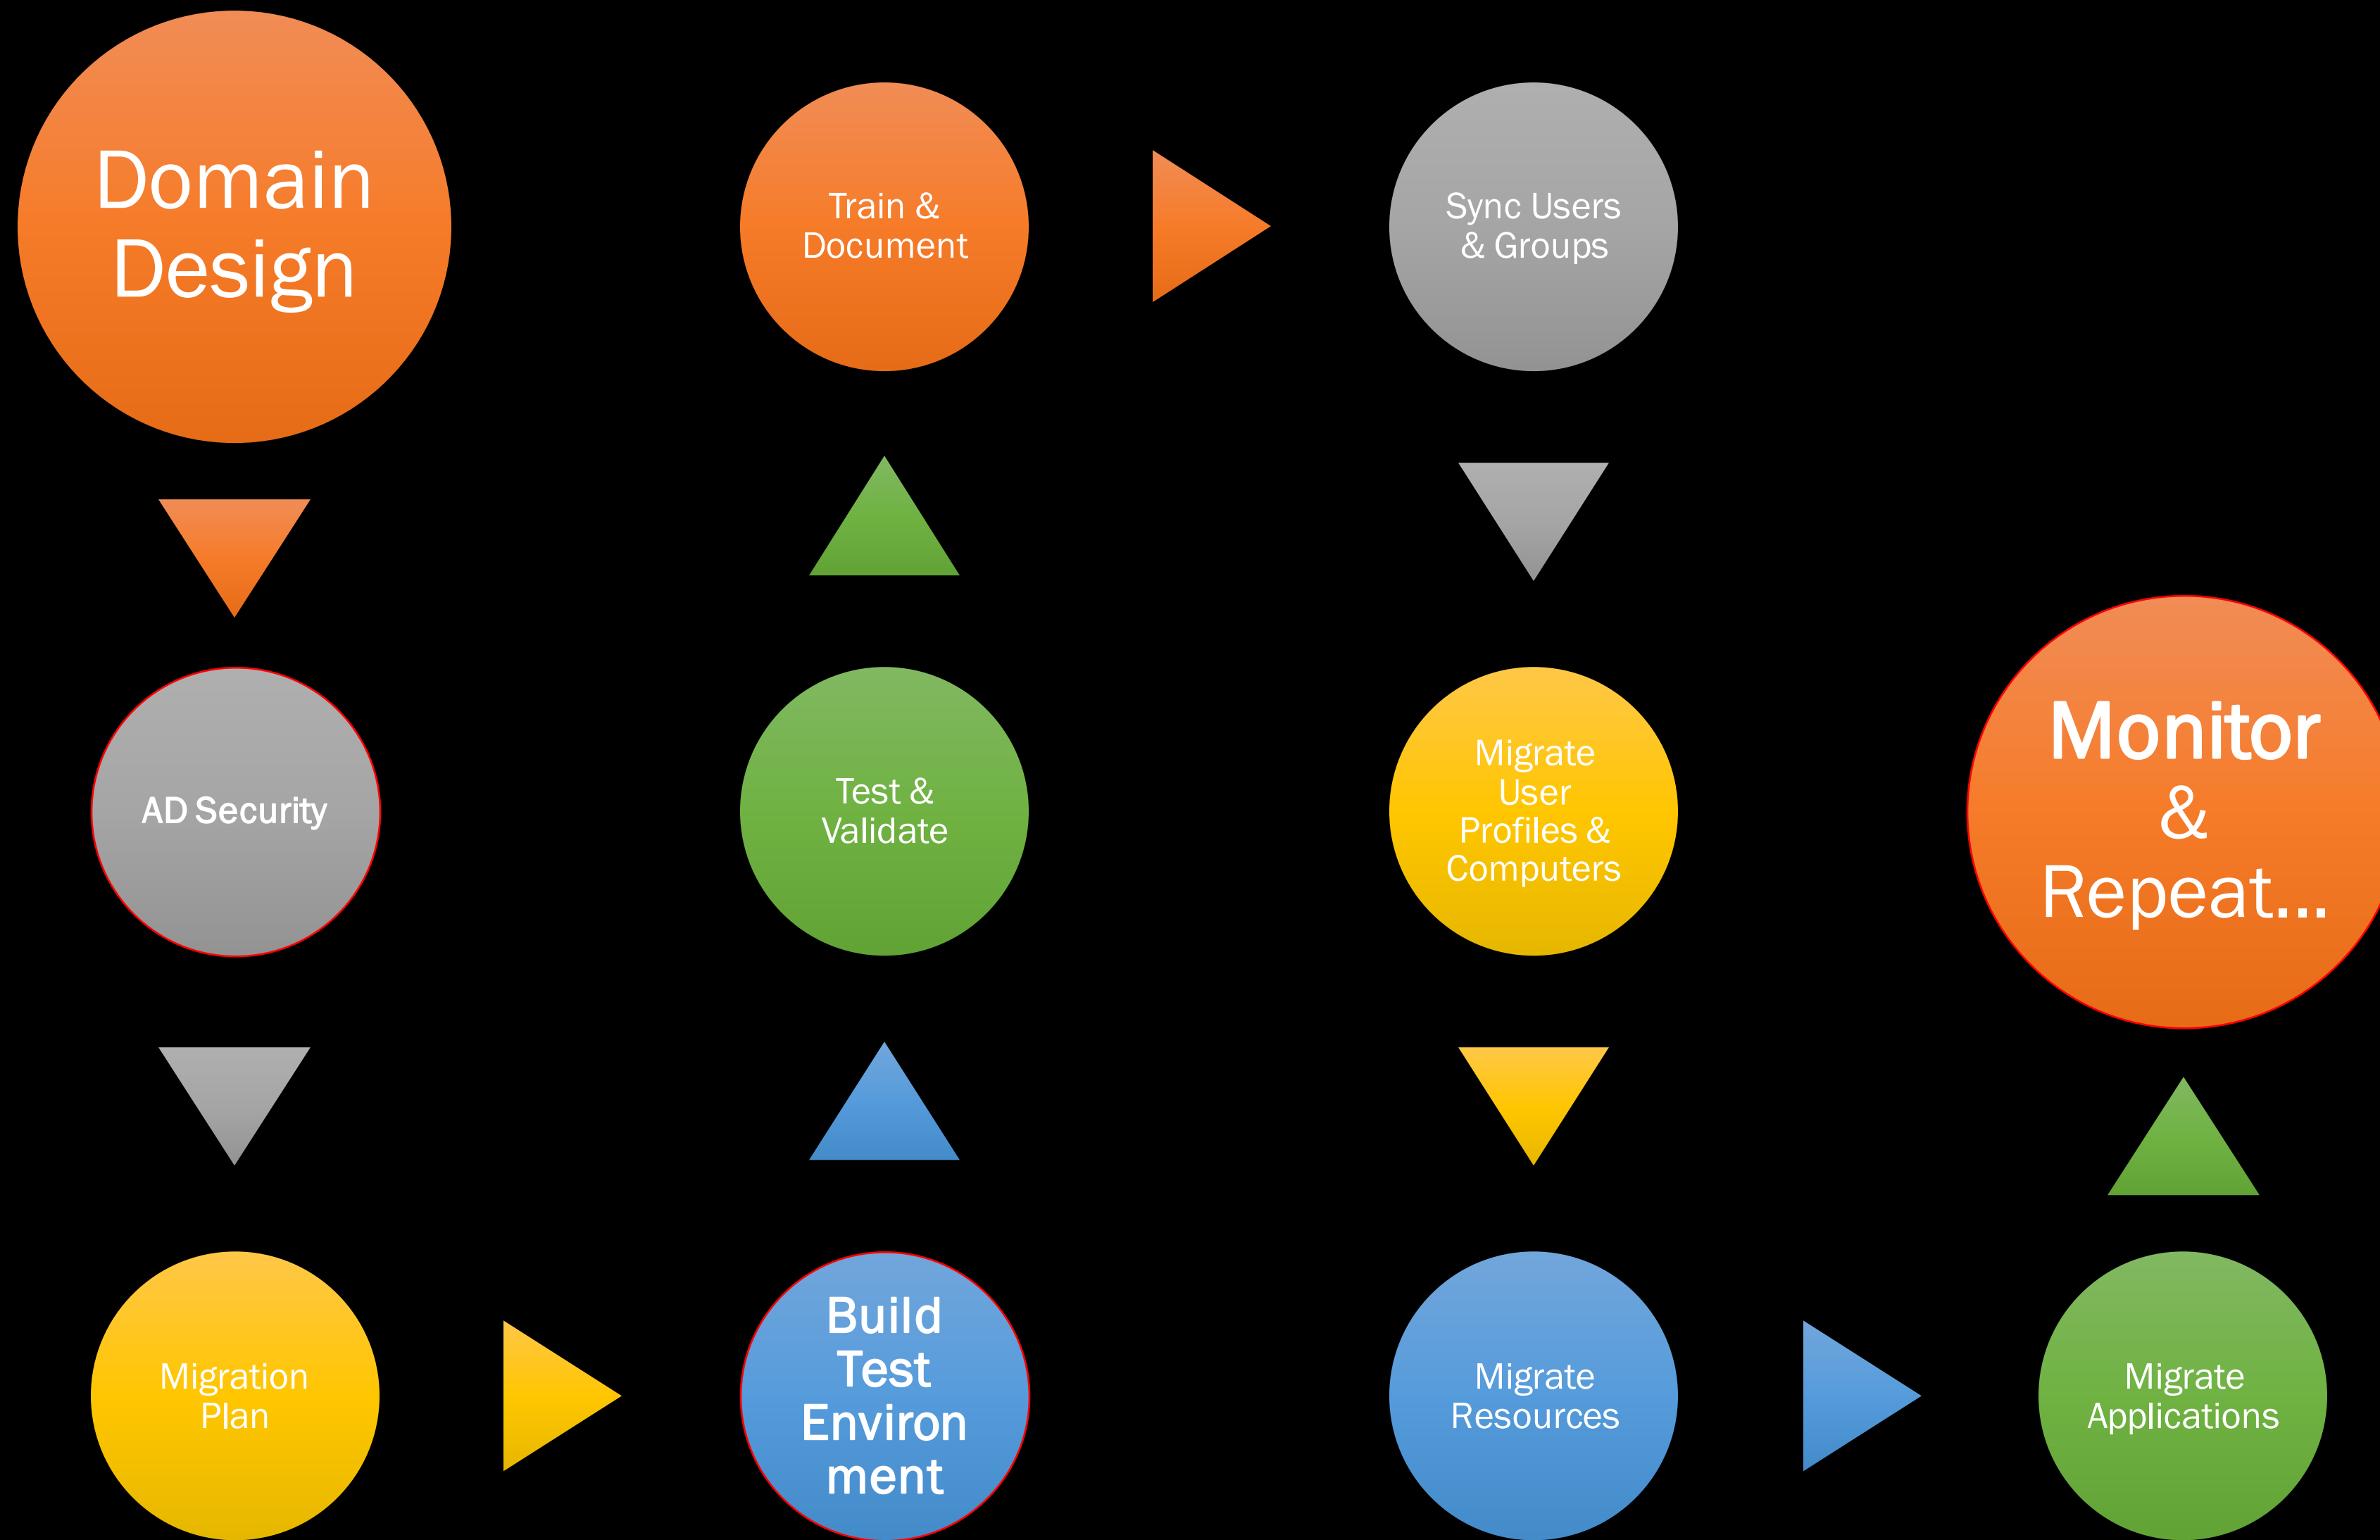 Domain
Design
AD Security
Migration
Plan
Build
Test
Environ
ment
Test &
Validate
Train &
Document
Sync Users
& Groups
Migrate
User
Profiles &
Computers
Migrate
Resources
Migrate
Applications
Monitor
&
Repeat...